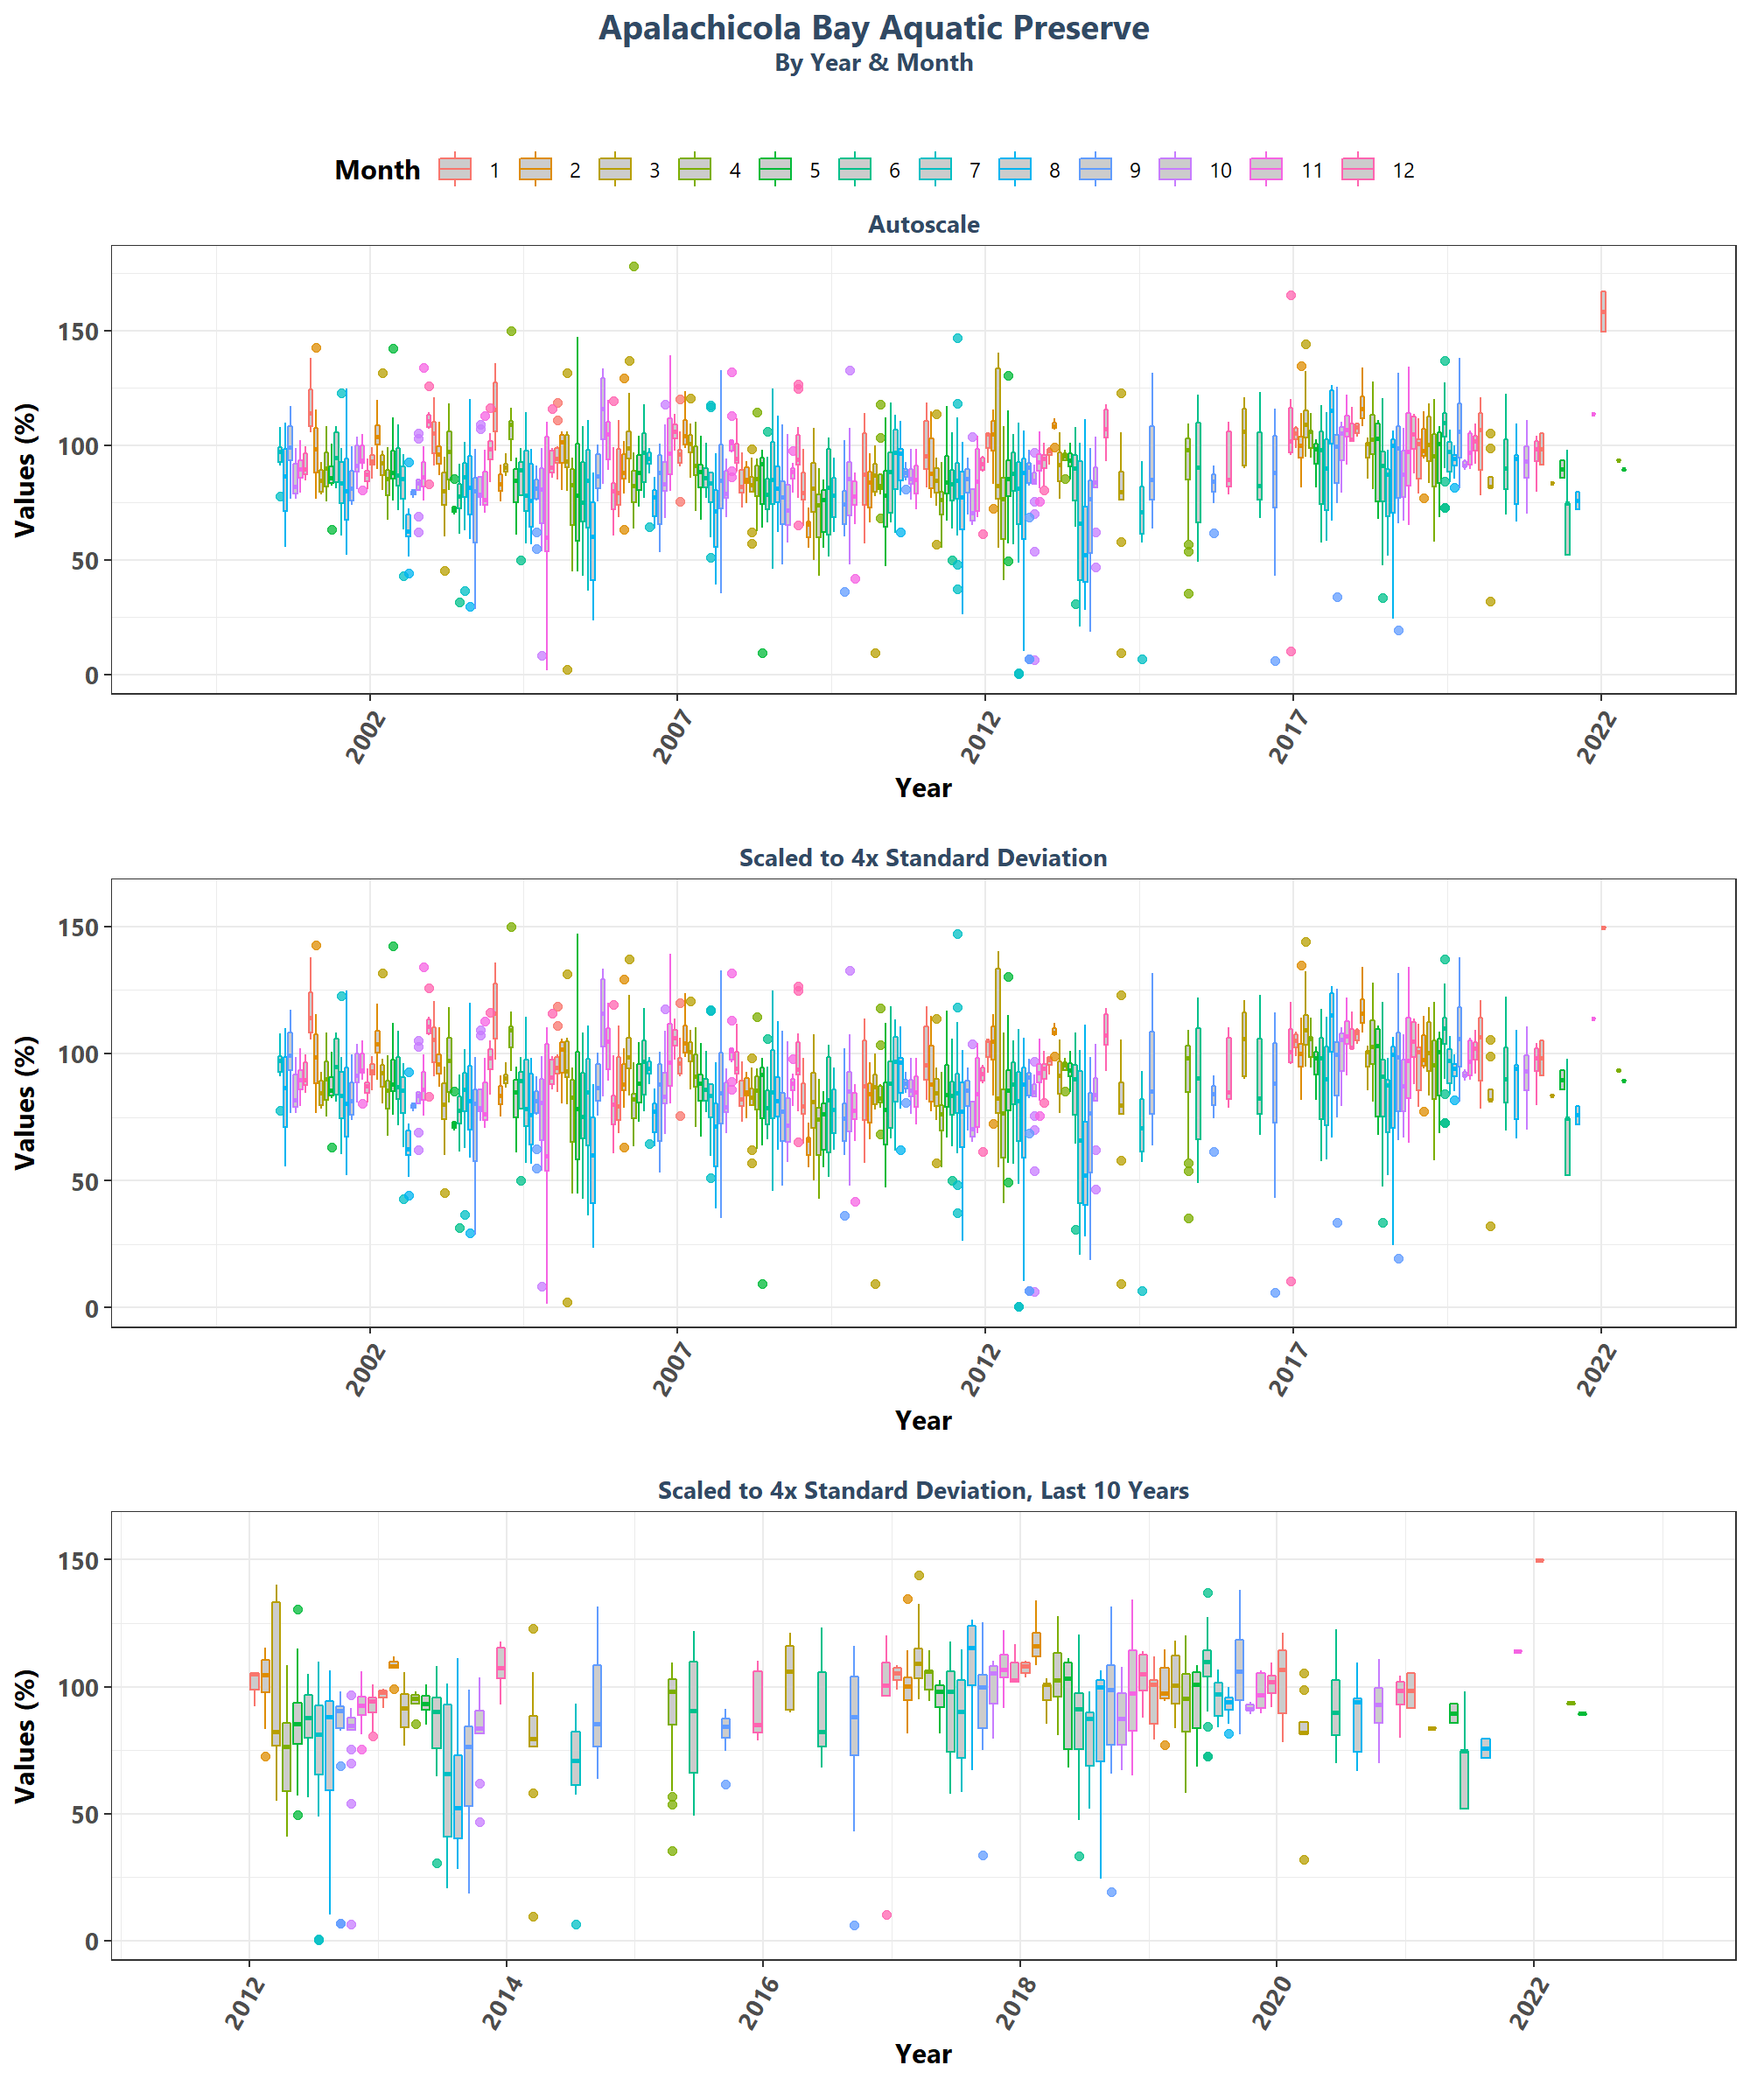 Apalachicola Bay Aquatic Preserve
By Year & Month
Month 1 2 3 4 5 6 7 8 9 10 11 12
Autoscale
Values (%)
150
100
50
0
2002 2007 2012 2017 2022
Year
Scaled to 4x Standard Deviation
Values (%)
150
100
50
0
2002 2007 2012 2017 2022
Year
Scaled to 4x Standard Deviation, Last 10 Years
Values (%)
150
100
50
0
2012 2014 2016 2018 2020 2022
Year